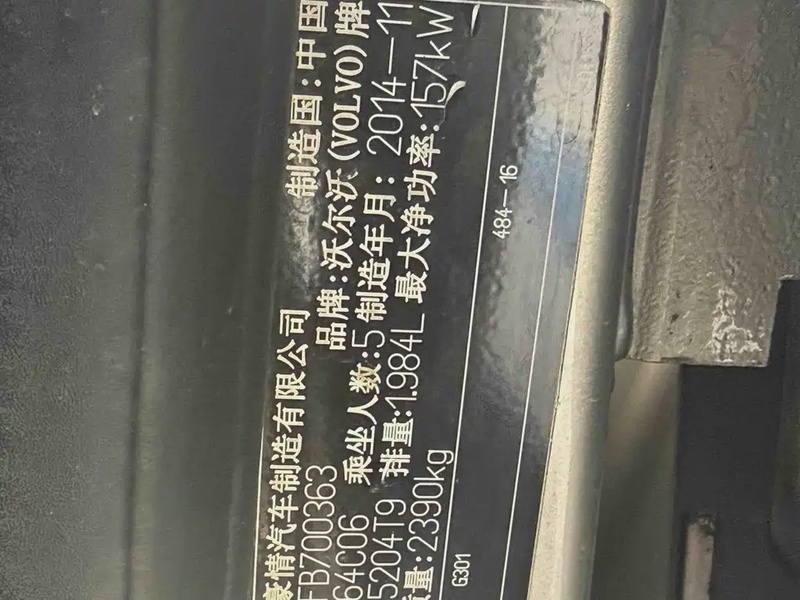 豪情汽车制造有限公司 制造国:中国
FB700363 品牌:沃尔沃(VOLVO)牌
64C06 乘坐人数:5 制造年月:2014-11
5204T9 排量:1.984L 最大净功率:157kW
质量:2390kg
G301 484-16